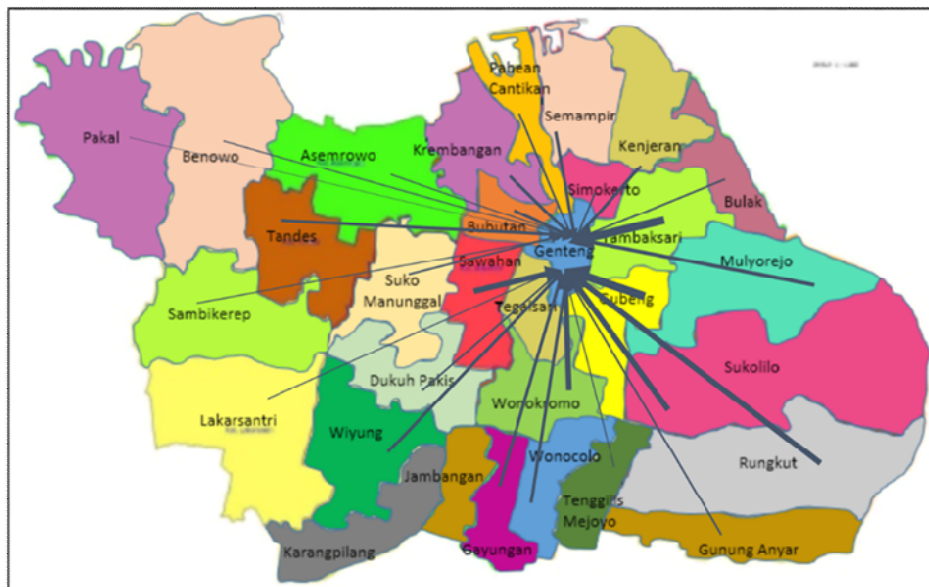 Pabean
Cantikan
Semampir
Pakal
Benowo
Asemrowo
Krembangan
Kenjeran
Simokerto
Bulak
Tandes
Bubutan
Genteng
Tambaksari
Mulyorejo
Sawahan
Suko
Manunggal
Sambikerep
Tegalsari
Gubeng
Dukuh Pakis
Sukolilo
Lakarsantri
Wiyung
Wonokromo
Rungkut
Jambangan
Wonocolo
Tenggilis
Mejoyo
Karangpilang
Gayungan
Gunung Anyar